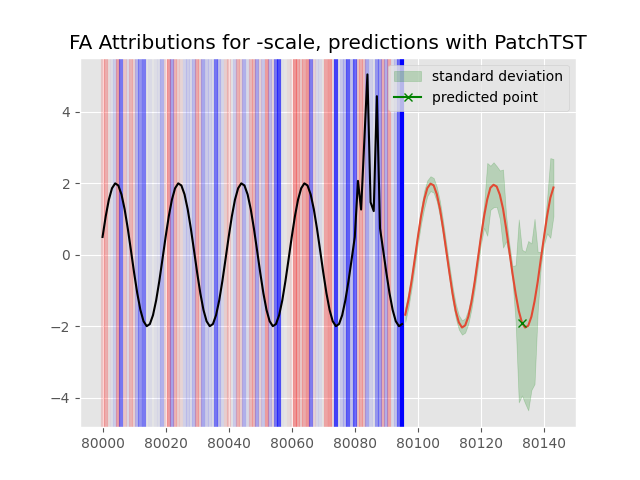 FA Attributions for -scale, predictions with PatchTST
standard deviation
predicted point
4
2
0
−2
−4
80000 80020 80040 80060 80080 80100 80120 80140